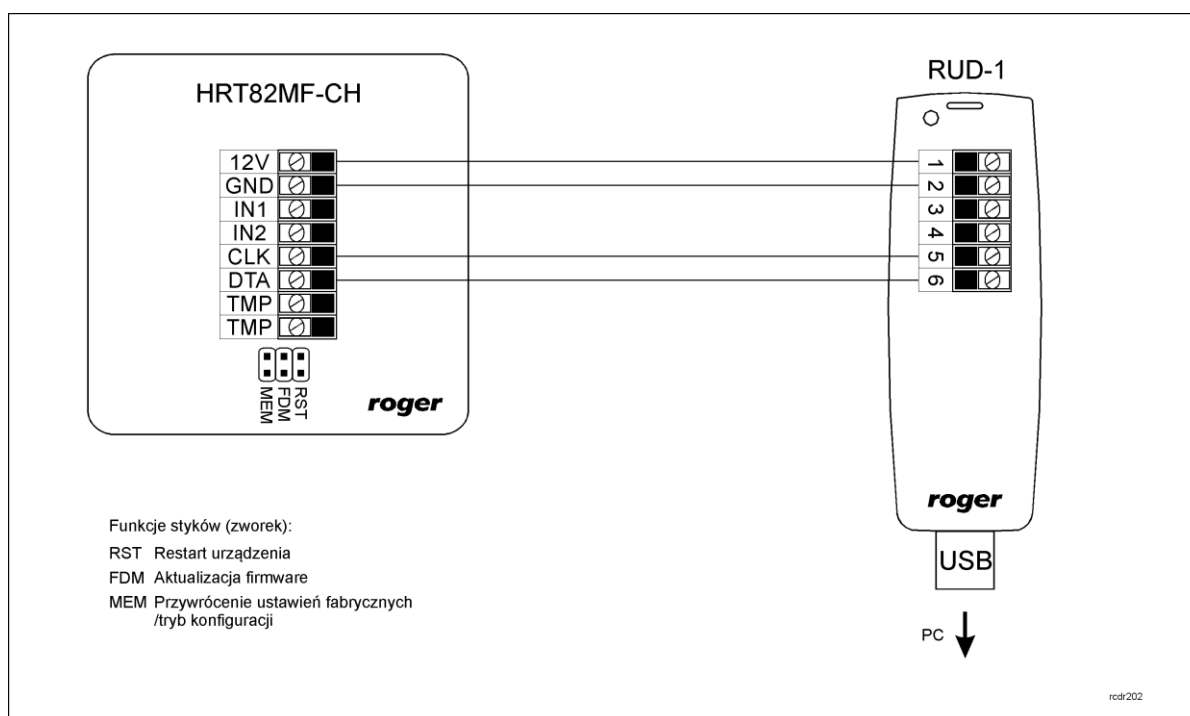 HRT82MF-CH
12V
GND
IN1
IN2
CLK
DTA
TMP
TMP
MEM
FDM
RST
roger
RUD-1
1
2
3
4
5
6
roger
USB
PC
Funkcje styków (zworek):
RST Restart urządzenia
FDM Aktualizacja firmware
MEM Przywrócenie ustawień fabrycznych
/tryb konfiguracji
rcdr202